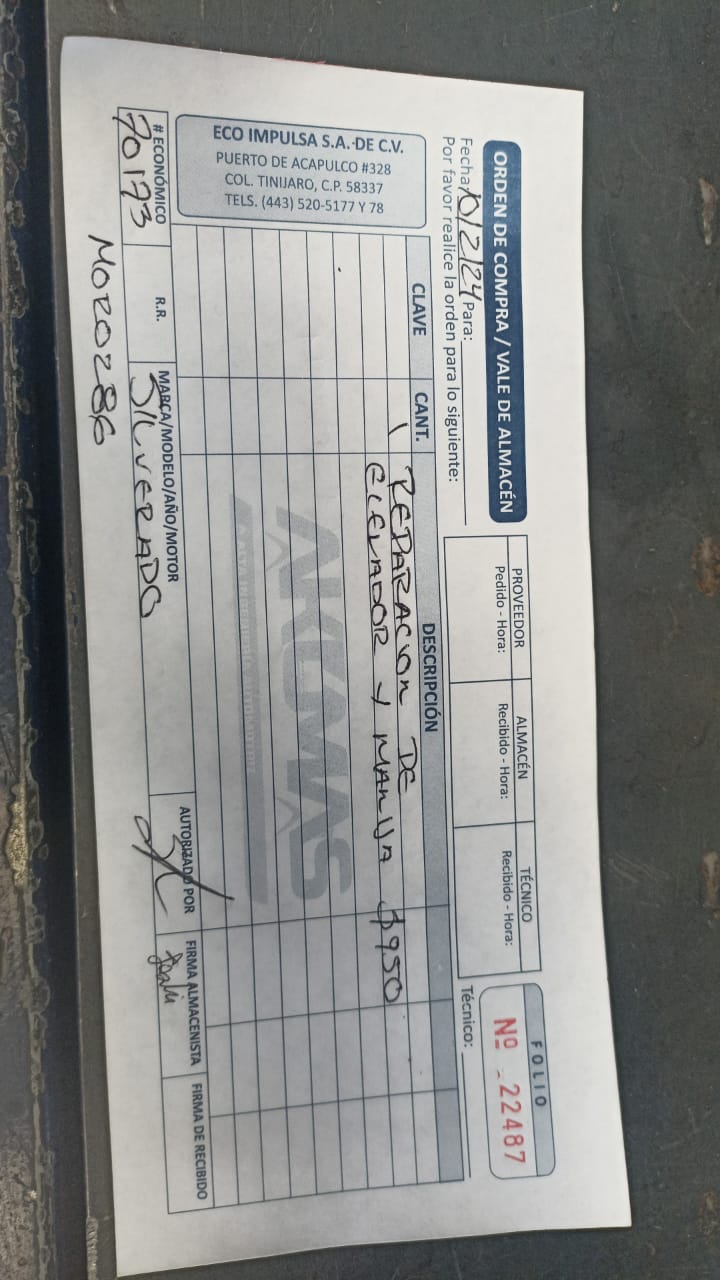 ORDEN DE COMPRA / VALE DE ALMACÉN
Fecha 10/2/24 Para:
Por favor realice la orden para lo siguiente:
PROVEEDOR
Pedido - Hora:
ALMACÉN
Recibido - Hora:
TÉCNICO
Recibido - Hora:
Técnico:
FOLIO
Nº 22487
ECO IMPULSA S.A. DE C.V.
PUERTO DE ACAPULCO #328
COL. TINIJARO, C.P. 58337
TELS. (443) 520-5177 Y 78
CLAVE CANT. DESCRIPCIÓN
1 REPARACION DE
ELEVADOR Y MANIJA $950
AKUMAS
# ECONÓMICO
70173
R.R.
MARCA/MODELO/AÑO/MOTOR
SILVERADO
AUTORIZADO POR
FIRMA ALMACENISTA
FIRMA DE RECIBIDO
MOR0286